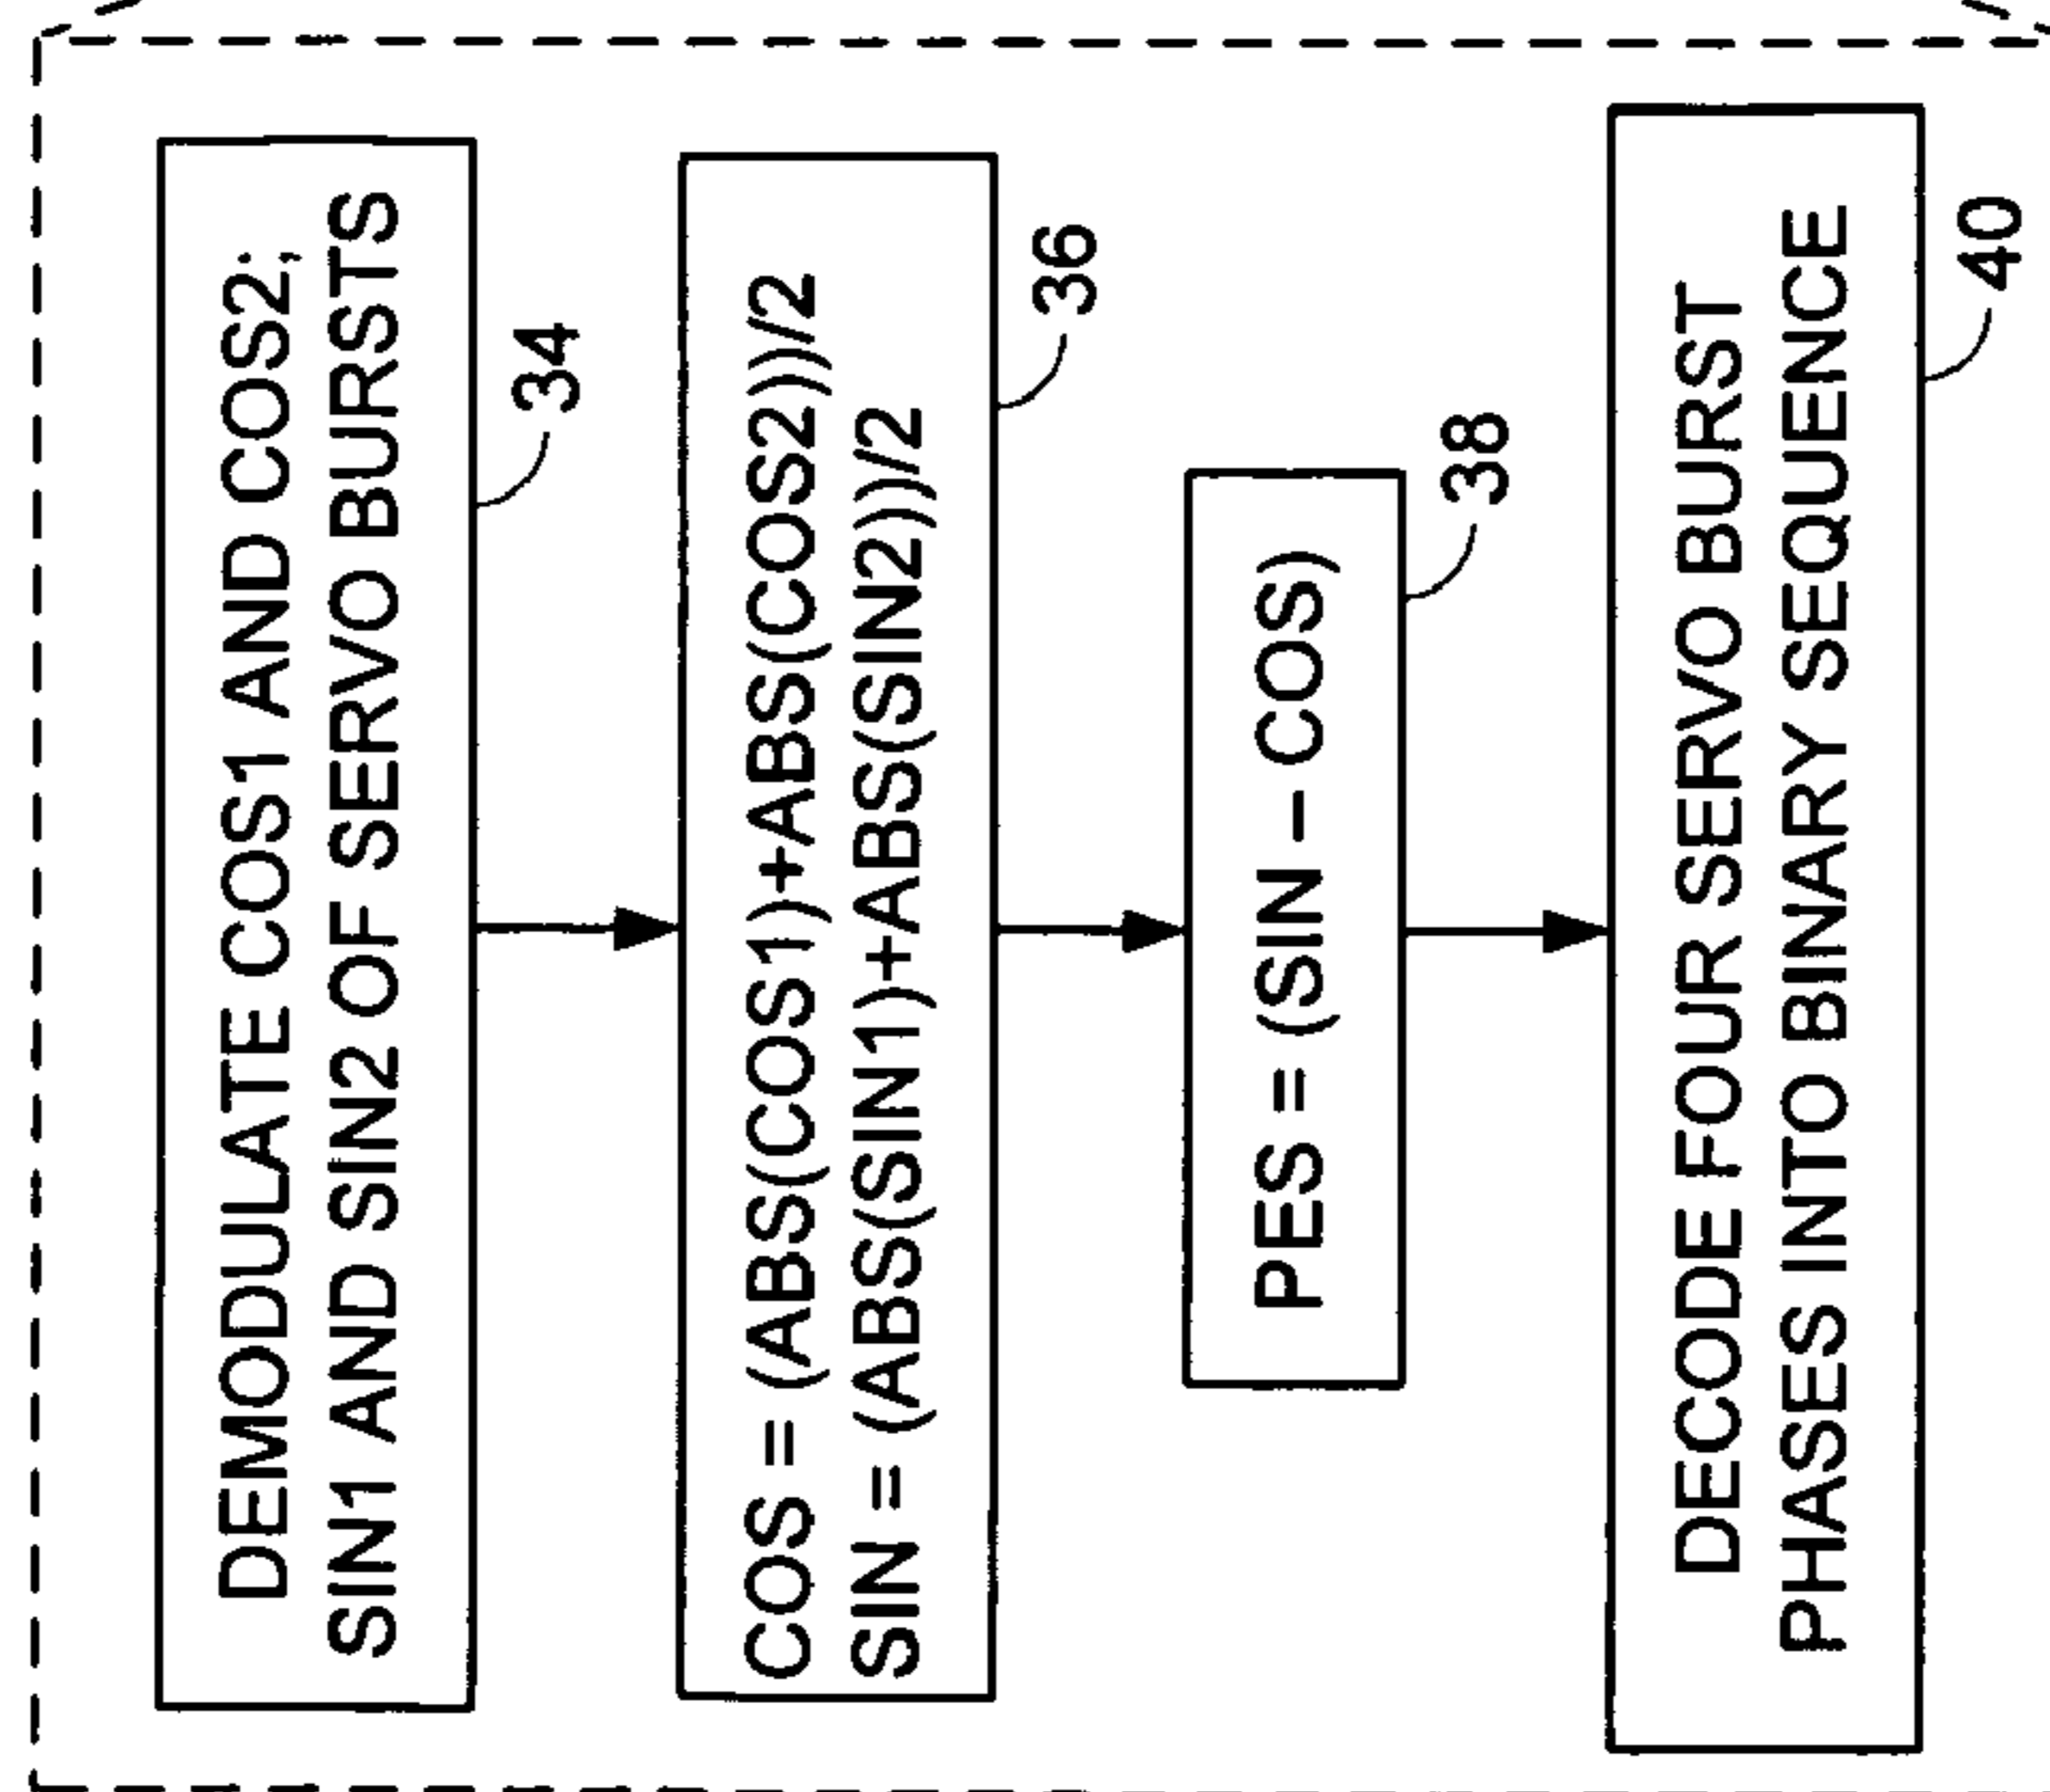 DEMODULATE COS1 AND COS2;
SIN1 AND SIN2 OF SERVO BURSTS
34
COS = (ABS(COS1)+ABS(COS2))/2
SIN = (ABS(SIN1)+ABS(SIN2))/2
36
PES = (SIN – COS)
38
DECODE FOUR SERVO BURST
PHASES INTO BINARY SEQUENCE
40